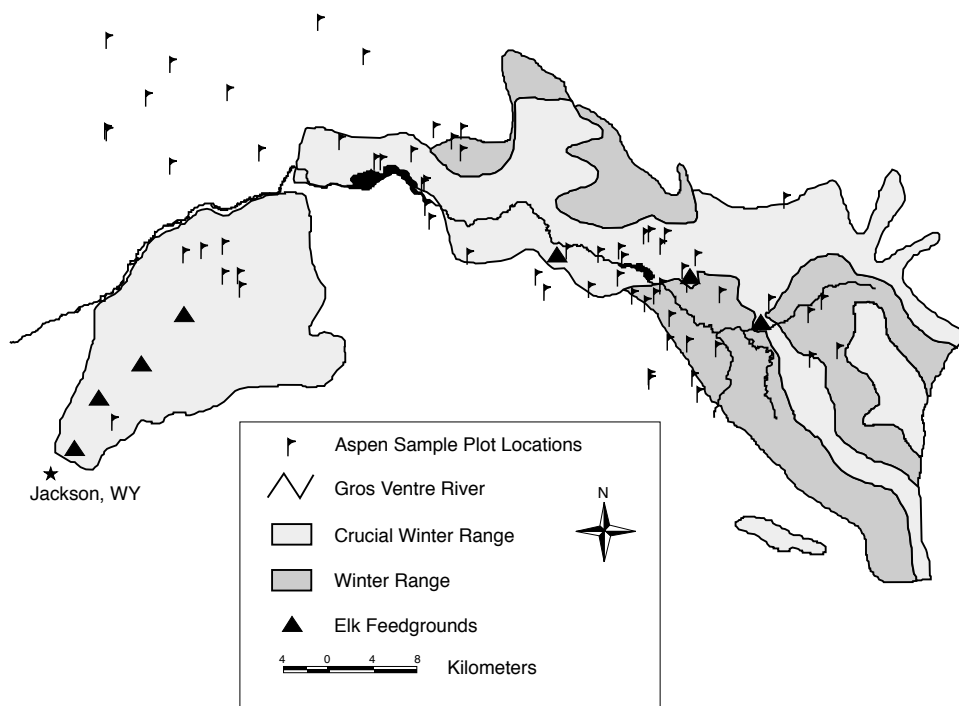 Jackson, WY
Aspen Sample Plot Locations
Gros Ventre River
N
Crucial Winter Range
Winter Range
Elk Feedgrounds
4 0 4 8
Kilometers